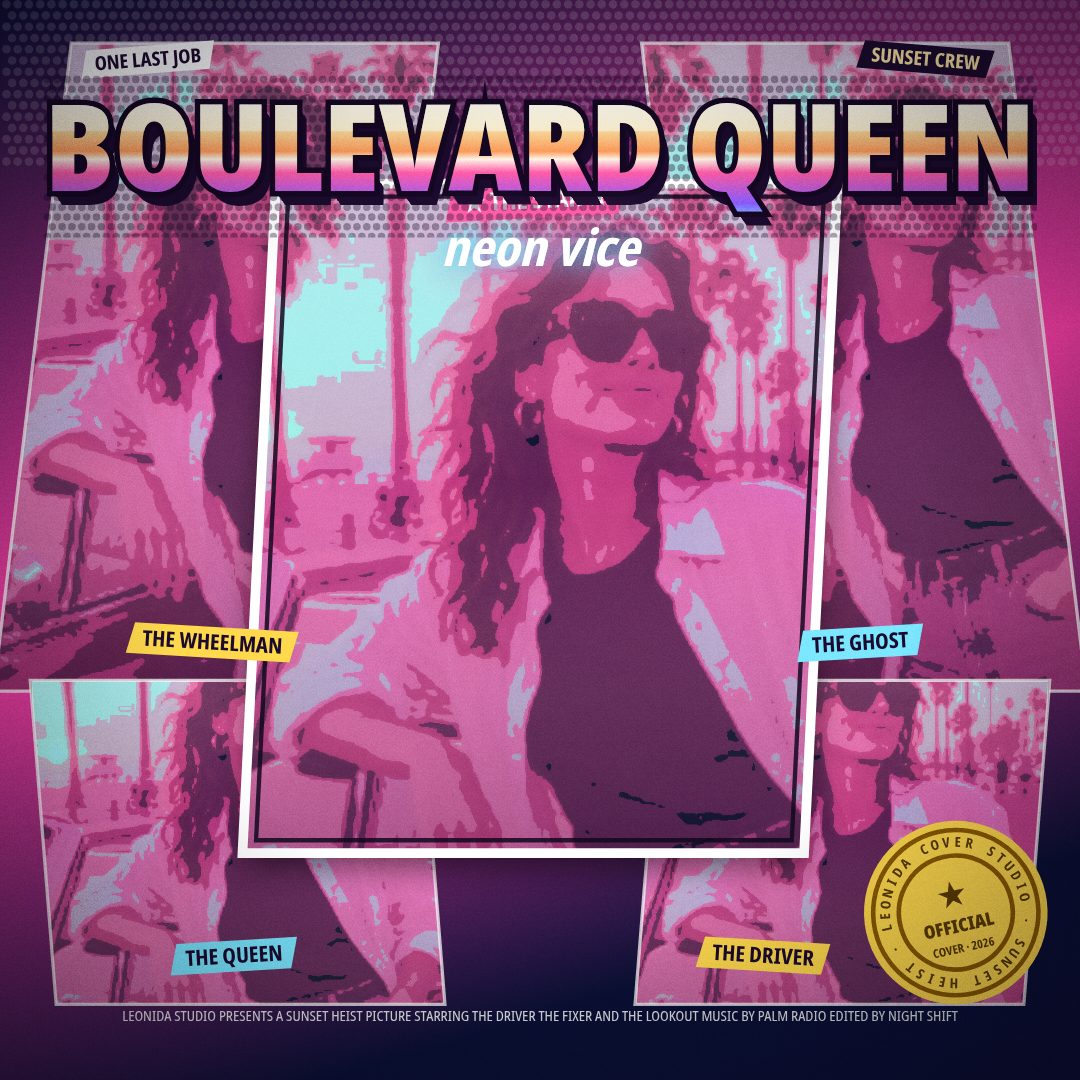 ONE LAST JOB
SUNSET CREW
BOULEVARD QUEEN
neon vice
THE WHEELMAN
THE GHOST
THE QUEEN
THE DRIVER
LEONIDA COVER STUDIO · SUNSET HEIST ·
★
OFFICIAL
COVER · 2026
LEONIDA STUDIO PRESENTS A SUNSET HEIST PICTURE STARRING THE DRIVER THE FIXER AND THE LOOKOUT MUSIC BY PALM RADIO EDITED BY NIGHT SHIFT